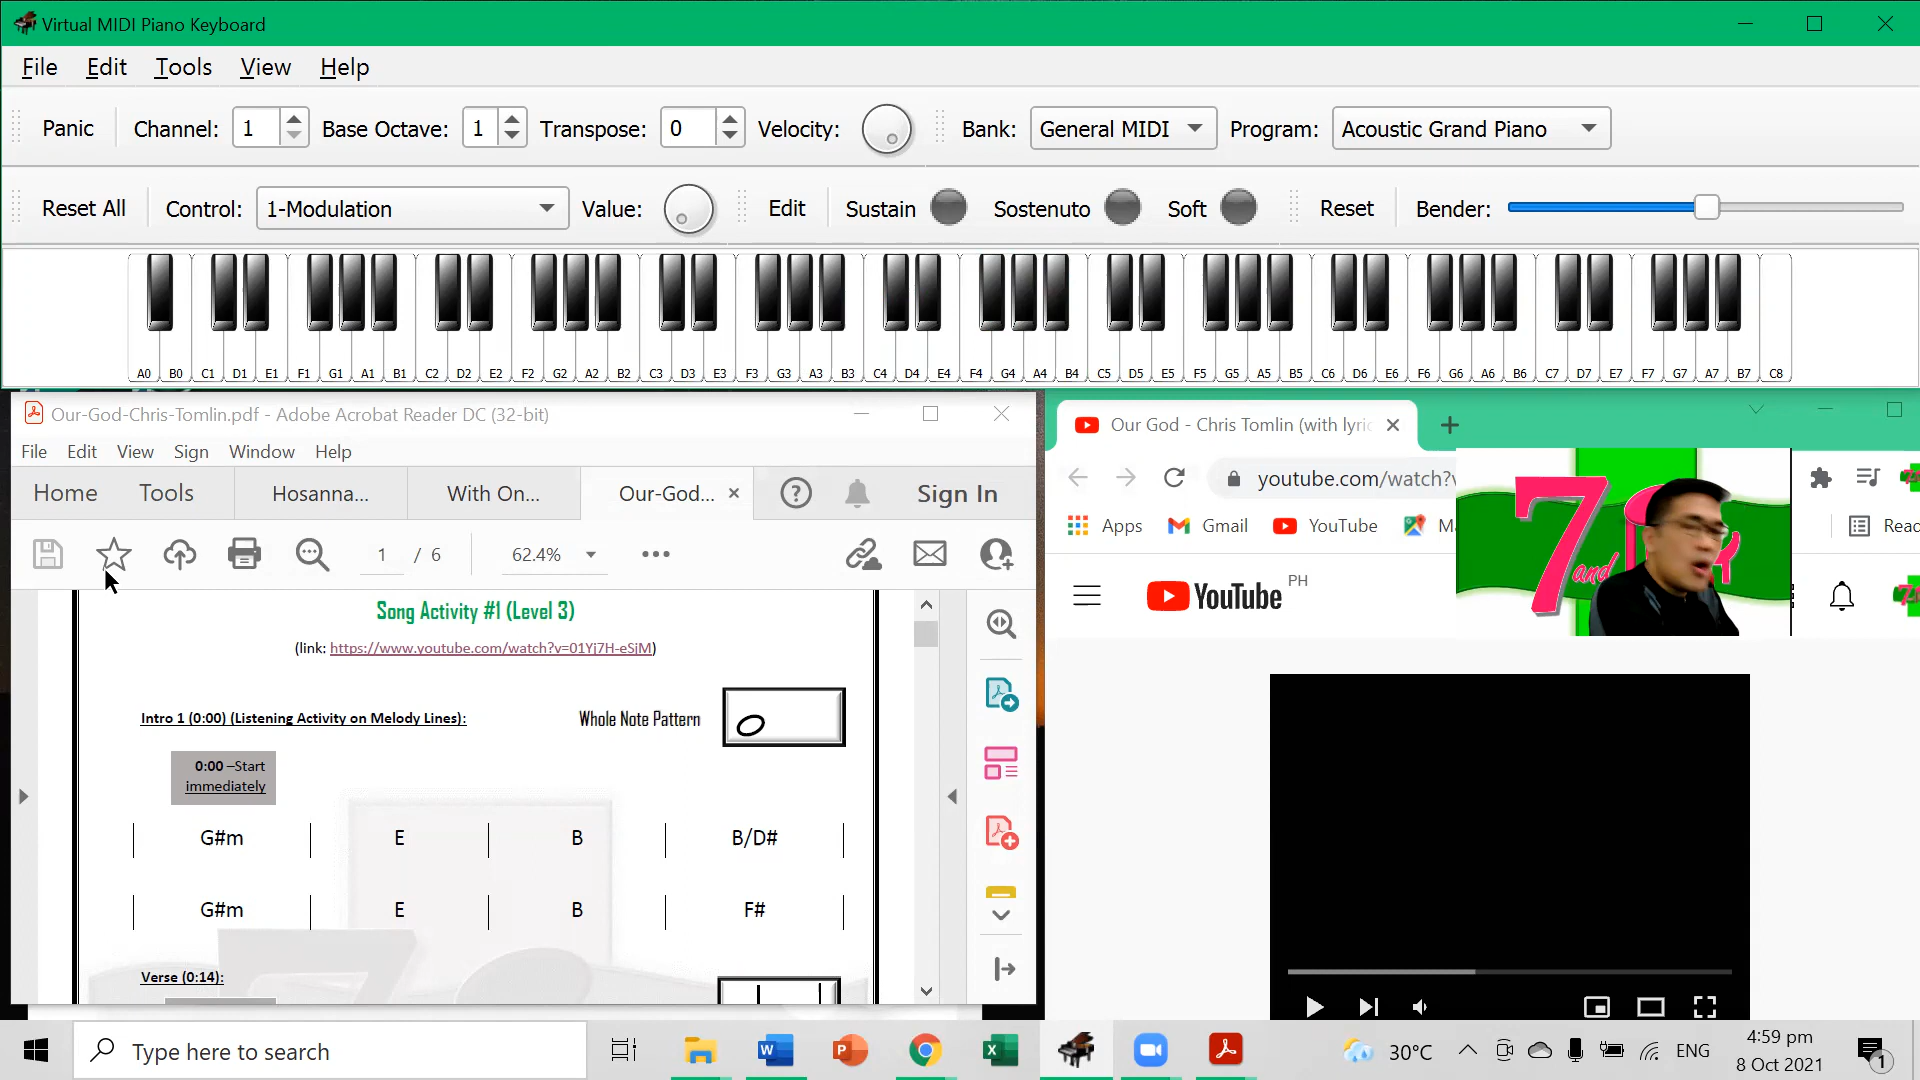 Virtual MIDI Piano Keyboard
File Edit Tools View Help
Panic Channel: 1 Base Octave: 1 Transpose: 0 Velocity: Bank: General MIDI Program: Acoustic Grand Piano
Reset All Control: 1-Modulation Value: Edit Sustain Sostenuto Soft Reset Bender:
A0 B0 C1 D1 E1 F1 G1 A1 B1 C2 D2 E2 F2 G2 A2 B2 C3 D3 E3 F3 G3 A3 B3 C4 D4 E4 F4 G4 A4 B4 C5 D5 E5 F5 G5 A5 B5 C6 D6 E6 F6 G6 A6 B6 C7 D7 E7 F7 G7 A7 B7 C8
Our-God-Chris-Tomlin.pdf - Adobe Acrobat Reader DC (32-bit)
File Edit View Sign Window Help
Home Tools Hosanna... With On... Our-God... Sign In
1 / 6 62.4%
Song Activity #1 (Level 3)
(link: https://www.youtube.com/watch?v=01Yj7H-eSjM)
Intro 1 (0:00) (Listening Activity on Melody Lines): Whole Note Pattern
0:00 –Start
immediately
G#m E B B/D#
G#m E B F#
Verse (0:14):
Our God - Chris Tomlin (with lyric
youtube.com/watch?v
Apps Gmail YouTube Ma
Reac
YouTube PH
7 and
Type here to search
30°C
ENG
4:59 pm
8 Oct 2021
1